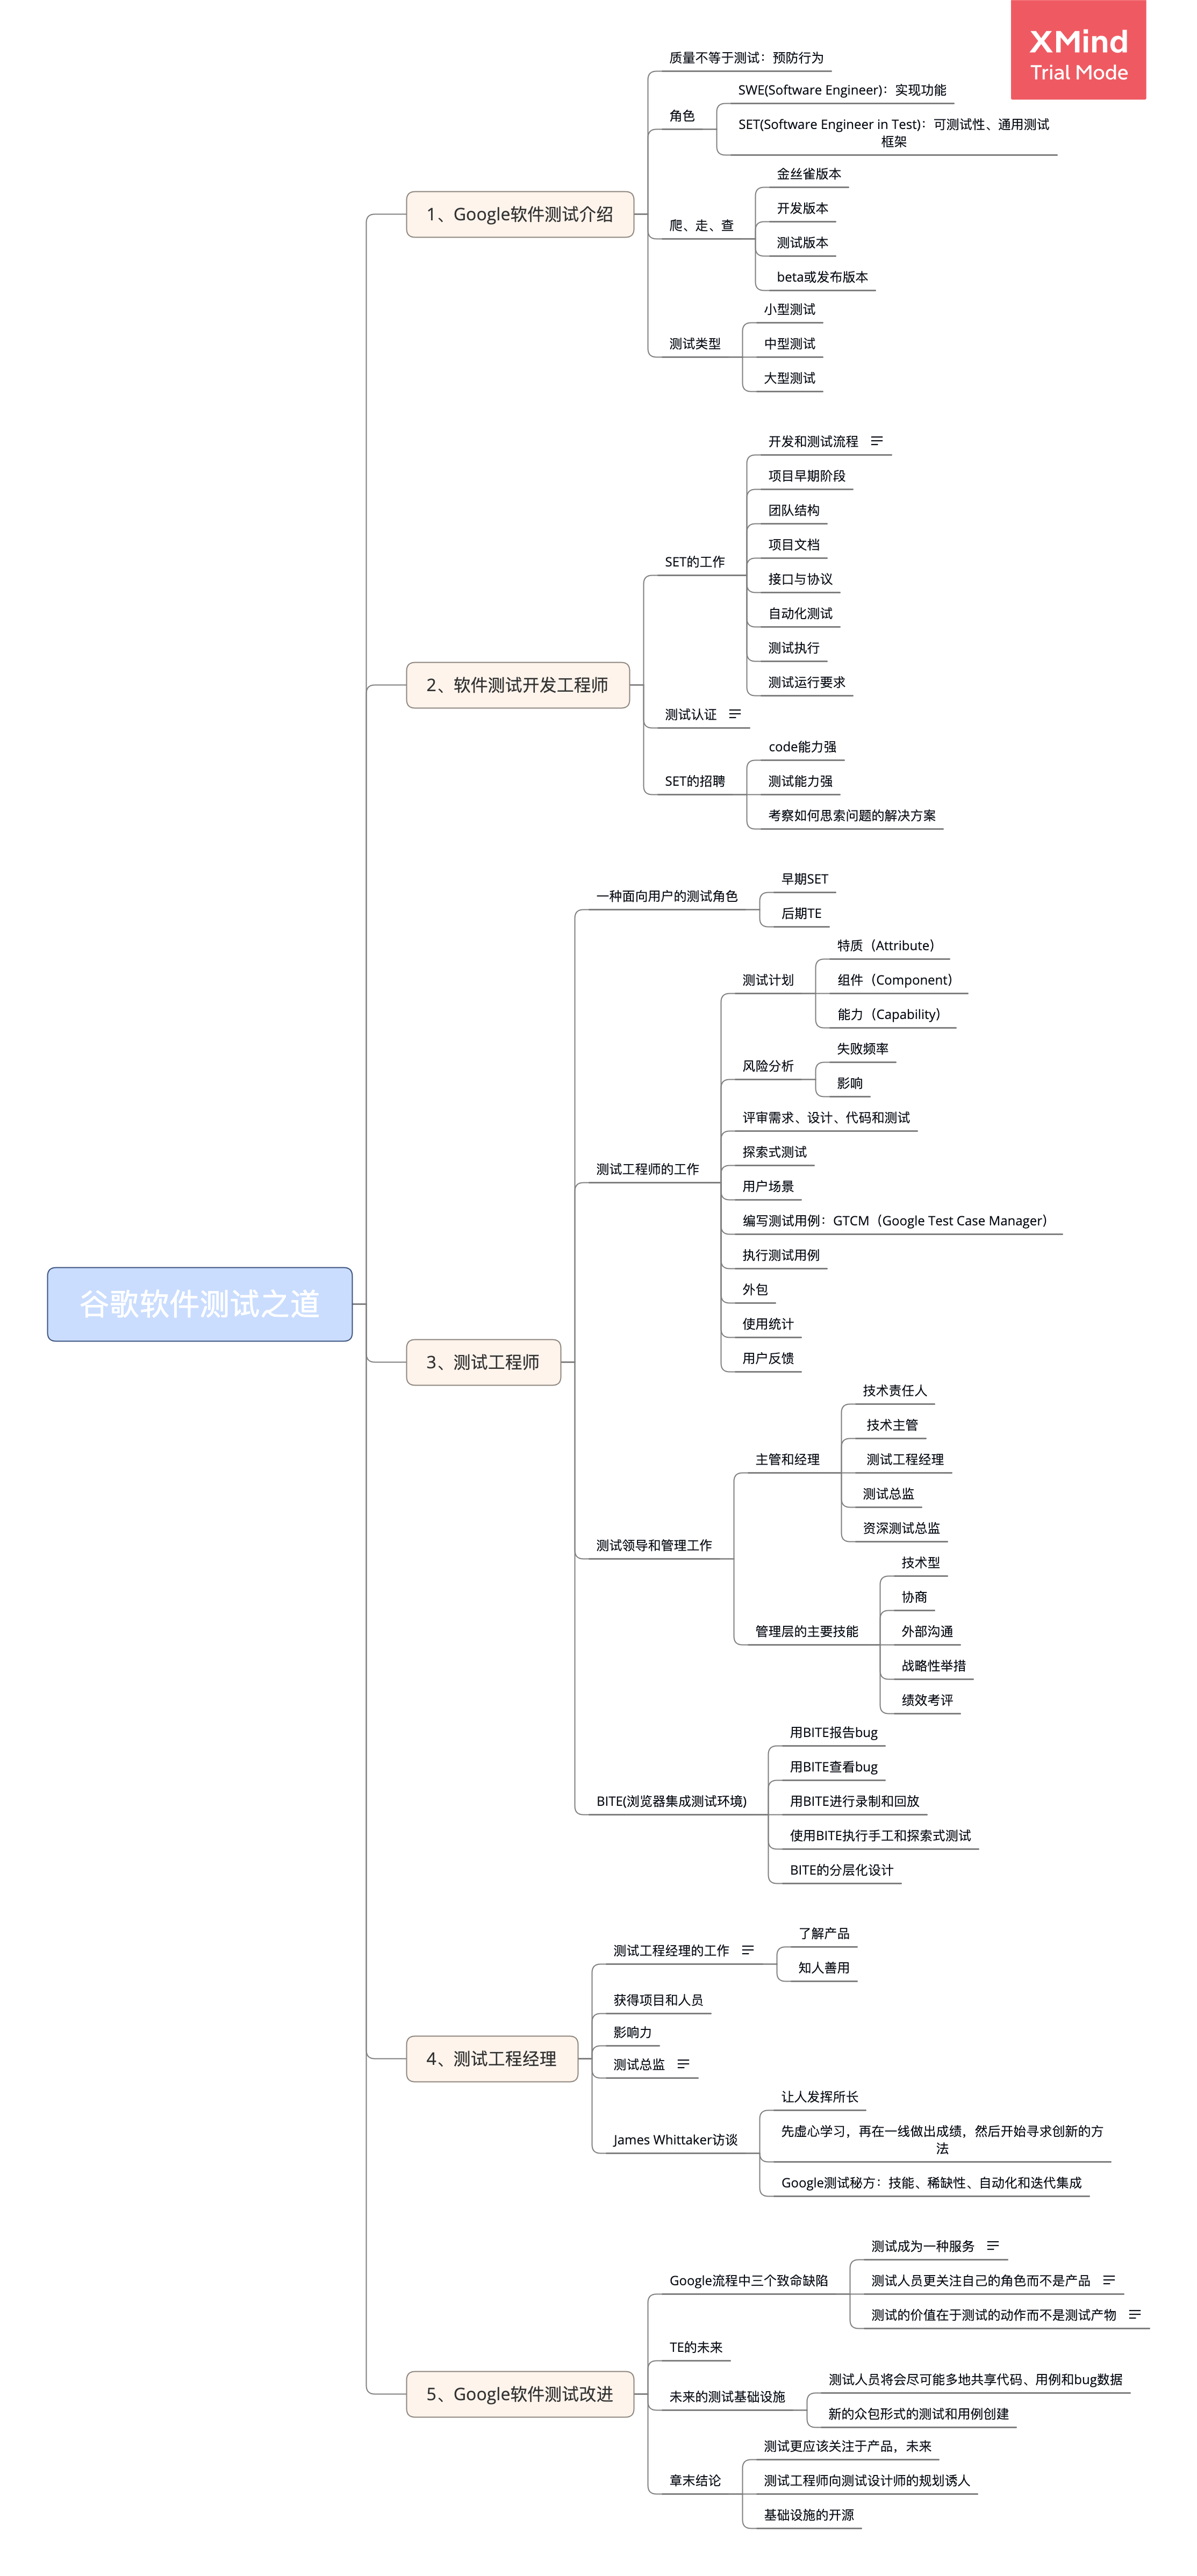 XMind
Trial Mode
谷歌软件测试之道
1、Google软件测试介绍
质量不等于测试：预防行为
角色
SWE(Software Engineer)：实现功能
SET(Software Engineer in Test)：可测试性、通用测试
框架
爬、走、查
金丝雀版本
开发版本
测试版本
beta或发布版本
测试类型
小型测试
中型测试
大型测试
2、软件测试开发工程师
SET的工作
开发和测试流程
项目早期阶段
团队结构
项目文档
接口与协议
自动化测试
测试执行
测试运行要求
测试认证
SET的招聘
code能力强
测试能力强
考察如何思索问题的解决方案
3、测试工程师
一种面向用户的测试角色
早期SET
后期TE
测试工程师的工作
测试计划
特质（Attribute）
组件（Component）
能力（Capability）
风险分析
失败频率
影响
评审需求、设计、代码和测试
探索式测试
用户场景
编写测试用例：GTCM（Google Test Case Manager）
执行测试用例
外包
使用统计
用户反馈
测试领导和管理工作
主管和经理
技术责任人
技术主管
测试工程经理
测试总监
资深测试总监
管理层的主要技能
技术型
协商
外部沟通
战略性举措
绩效考评
BITE(浏览器集成测试环境)
用BITE报告bug
用BITE查看bug
用BITE进行录制和回放
使用BITE执行手工和探索式测试
BITE的分层化设计
4、测试工程经理
测试工程经理的工作
了解产品
知人善用
获得项目和人员
影响力
测试总监
James Whittaker访谈
让人发挥所长
先虚心学习，再在一线做出成绩，然后开始寻求创新的方
法
Google测试秘方：技能、稀缺性、自动化和迭代集成
5、Google软件测试改进
Google流程中三个致命缺陷
测试成为一种服务
测试人员更关注自己的角色而不是产品
测试的价值在于测试的动作而不是测试产物
TE的未来
未来的测试基础设施
测试人员将会尽可能多地共享代码、用例和bug数据
新的众包形式的测试和用例创建
章末结论
测试更应该关注于产品，未来
测试工程师向测试设计师的规划诱人
基础设施的开源